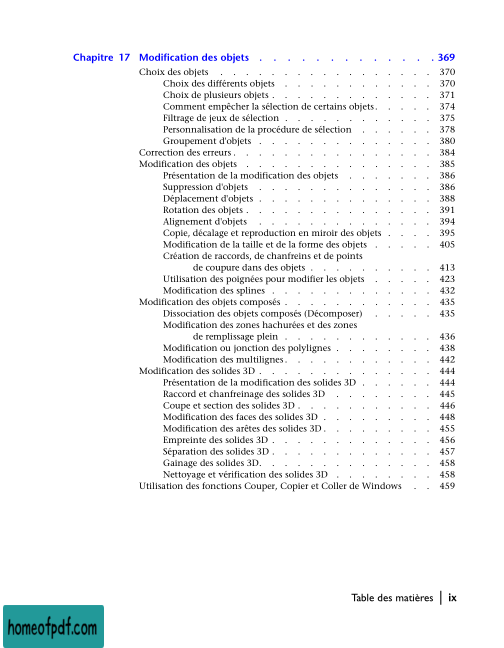 Chapitre 17 Modification des objets . . . . . . . . . . . . . 369
Choix des objets . . . . . . . . . . . . . . . . . 370
Choix des différents objets . . . . . . . . . . . . 370
Choix de plusieurs objets . . . . . . . . . . . . . 371
Comment empêcher la sélection de certains objets . . . . . 374
Filtrage de jeux de sélection . . . . . . . . . . . . 375
Personnalisation de la procédure de sélection . . . . . . 378
Groupement d'objets . . . . . . . . . . . . . . 380
Correction des erreurs . . . . . . . . . . . . . . . . 384
Modification des objets . . . . . . . . . . . . . . . 385
Présentation de la modification des objets . . . . . . . 386
Suppression d'objets . . . . . . . . . . . . . . 386
Déplacement d'objets . . . . . . . . . . . . . . 388
Rotation des objets . . . . . . . . . . . . . . . 391
Alignement d'objets . . . . . . . . . . . . . . 394
Copie, décalage et reproduction en miroir des objets . . . . 395
Modification de la taille et de la forme des objets . . . . . 405
Création de raccords, de chanfreins et de points
de coupure dans des objets . . . . . . . . . . 413
Utilisation des poignées pour modifier les objets . . . . . 423
Modification des splines . . . . . . . . . . . . . 432
Modification des objets composés . . . . . . . . . . . . 435
Dissociation des objets composés (Décomposer) . . . . . 435
Modification des zones hachurées et des zones
de remplissage plein . . . . . . . . . . . . 436
Modification ou jonction des polylignes . . . . . . . . 438
Modification des multilignes . . . . . . . . . . . . 442
Modification des solides 3D . . . . . . . . . . . . . . 444
Présentation de la modification des solides 3D . . . . . . 444
Raccord et chanfreinage des solides 3D . . . . . . . . 445
Coupe et section des solides 3D . . . . . . . . . . . 446
Modification des faces des solides 3D . . . . . . . . . 448
Modification des arêtes des solides 3D . . . . . . . . . 455
Empreinte des solides 3D . . . . . . . . . . . . . 456
Séparation des solides 3D . . . . . . . . . . . . . 457
Gainage des solides 3D . . . . . . . . . . . . . . 458
Nettoyage et vérification des solides 3D . . . . . . . . 458
Utilisation des fonctions Couper, Copier et Coller de Windows . . 459
Table des matières | ix
homeofpdf.com